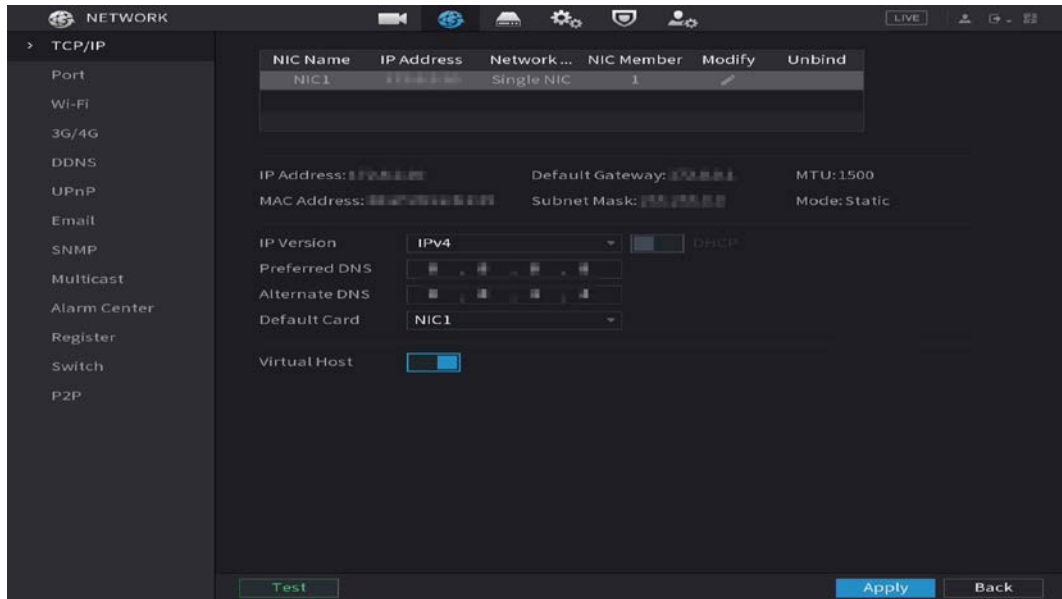 NETWORK
LIVE
TCP/IP
Port
Wi-Fi
3G/4G
DDNS
UPnP
Email
SNMP
Multicast
Alarm Center
Register
Switch
P2P
NIC Name IP Address Network... NIC Member Modify Unbind
NIC1 Single NIC 1
IP Address: Default Gateway: MTU:1500
MAC Address: Subnet Mask: Mode:Static
IP Version IPv4 DHCP
Preferred DNS
Alternate DNS
Default Card NIC1
Virtual Host
Test Apply Back